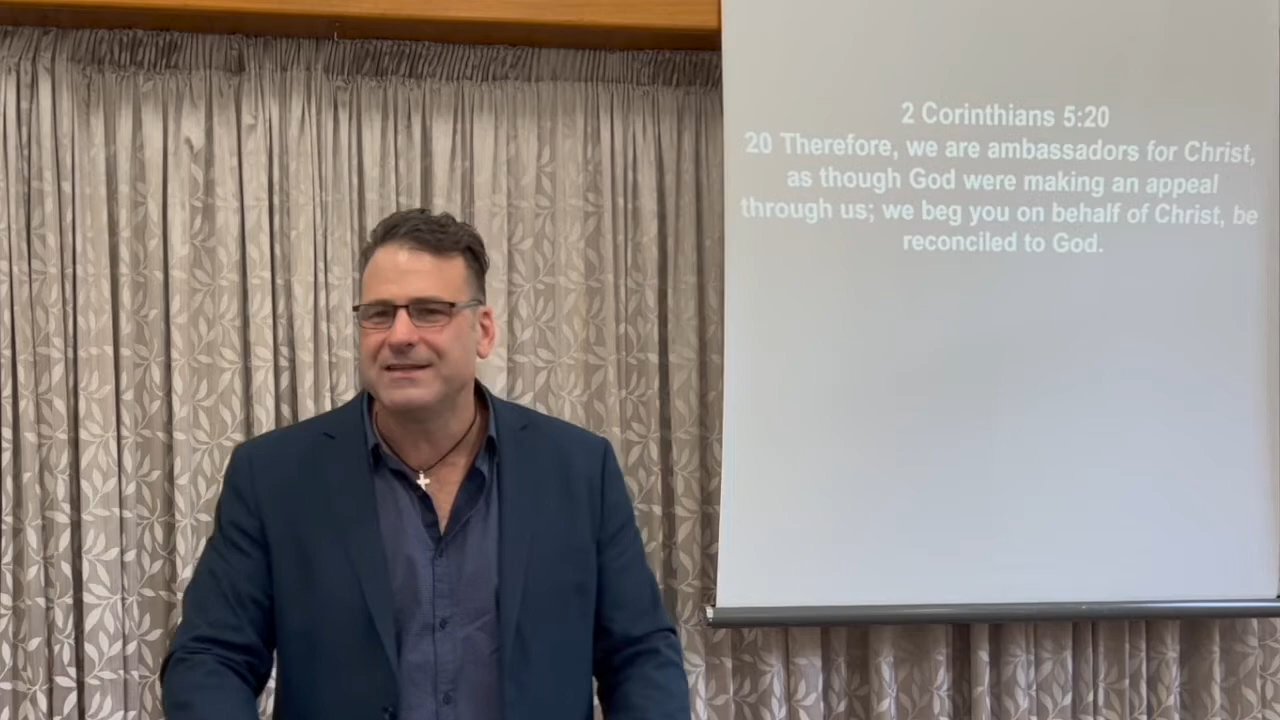 2 Corinthians 5:20
20 Therefore, we are ambassadors for Christ,
as though God were making an appeal
through us; we beg you on behalf of Christ, be
reconciled to God.